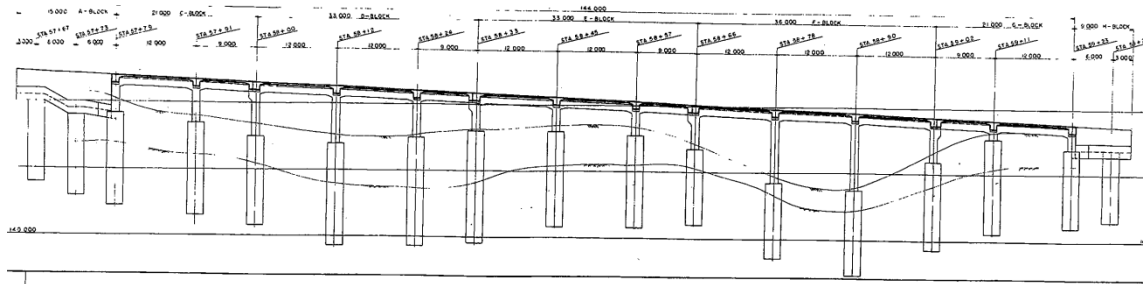 144.000
15.000 A-BLOCK 21.000 C-BLOCK 33.000 D-BLOCK 33.000 E-BLOCK 36.000 F-BLOCK 21.000 G-BLOCK 9.000 H-BLOCK
STA 57+67 STA 57+73 STA 57+79 STA 57+91 STA 58+00 STA 58+12 STA 58+24 STA 58+33 STA 58+45 STA 58+57 STA 58+66 STA 58+78 STA 58+90 STA 59+02 STA 59+11
3.000 6.000 6.000 12.000 9.000 12.000 12.000 9.000 12.000 12.000 9.000 12.000 12.000 9.000 12.000 6.000 3.000
140.000